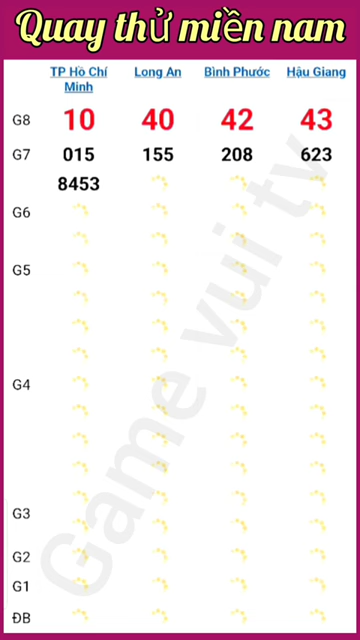 Quay thử miền nam
TP Hồ Chí Minh Long An Bình Phước Hậu Giang
G8 10 40 42 43
G7 015 155 208 623
8453
G6
G5
G4
G3
G2
G1
ĐB
Game vui tv